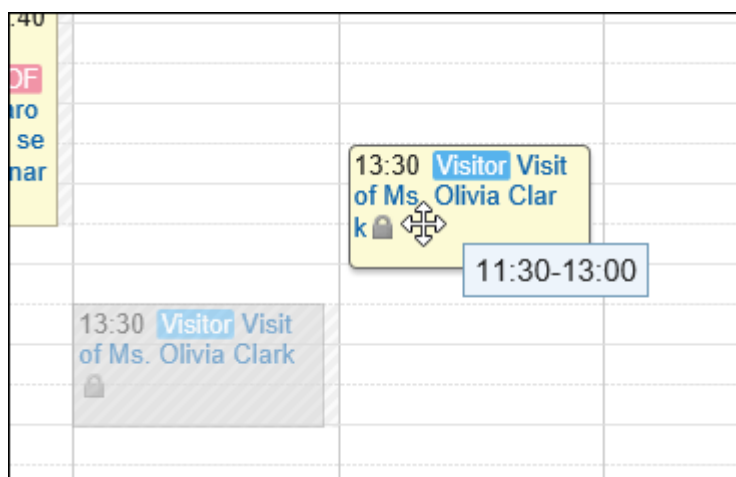 :40
OF
aro
se
nar
13:30 Visitor Visit
of Ms. Olivia Clar
k
11:30-13:00
13:30 Visitor Visit
of Ms. Olivia Clark